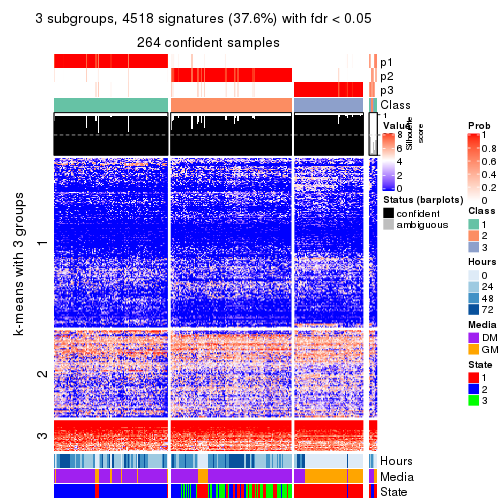 3 subgroups, 4518 signatures (37.6%) with fdr < 0.05
264 confident samples
p1
p2
p3
Class
1
Silhouette
score
k-means with 3 groups
1
2
3
Hours
Media
State
Value
8
6
4
2
0
Status (barplots)
confident
ambiguous
Prob
1
0.8
0.6
0.4
0.2
0
Class
1
2
3
Hours
0
24
48
72
Media
DM
GM
State
1
2
3